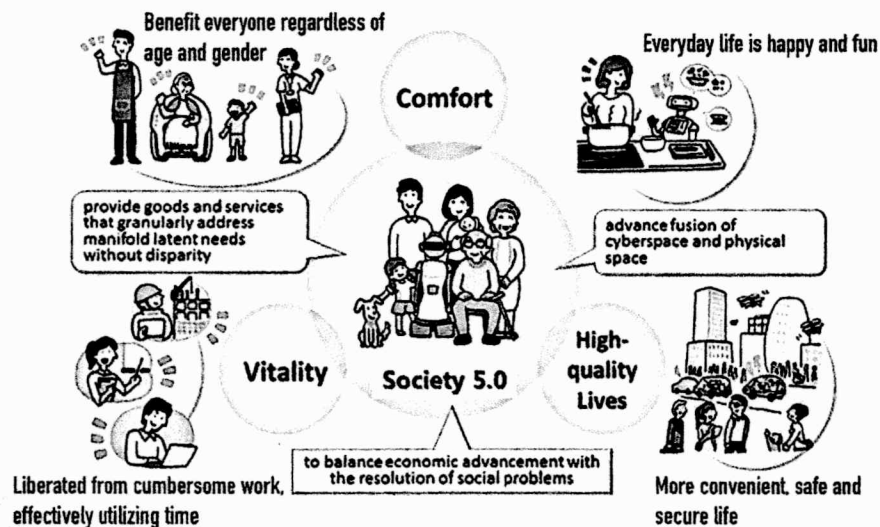 Benefit everyone regardless of
age and gender
Everyday life is happy and fun
Comfort
provide goods and services
that granularly address
manifold latent needs
without disparity
advance fusion of
cyberspace and physical
space
Vitality
Society 5.0
High-
quality
Lives
to balance economic advancement with
the resolution of social problems
Liberated from cumbersome work,
effectively utilizing time
More convenient, safe and
secure life